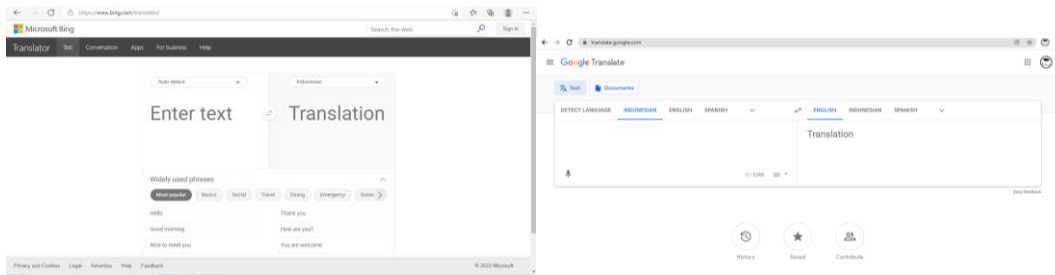 https://www.bing.com/translator/
Microsoft Bing
Search the web
Sign in
Translator Text Conversation Apps For business Help
Auto-detect
Indonesian
Enter text
Translation
Widely used phrases
Most popular Basics Social Travel Dining Emergency Dates
Hello Thank you
Good morning How are you?
Nice to meet you You are welcome
Privacy and Cookies Legal Advertise Help Feedback © 2022 Microsoft
translate.google.com
Google Translate
Text Documents
DETECT LANGUAGE INDONESIAN ENGLISH SPANISH
ENGLISH INDONESIAN SPANISH
Translation
Send feedback
History Saved Contribute